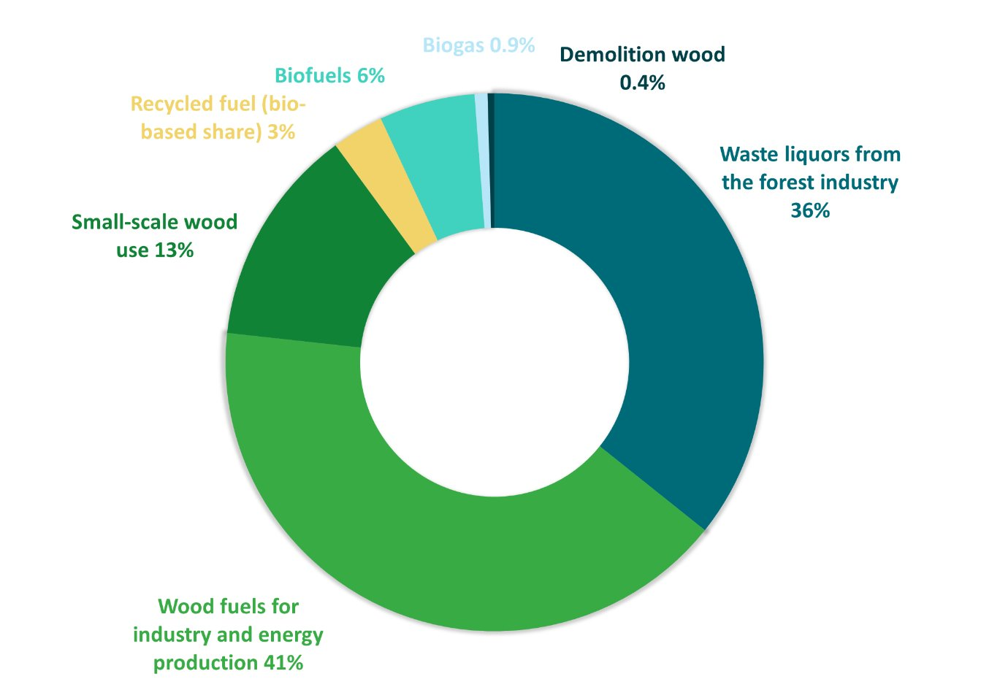 Biogas 0.9%
Demolition wood
0.4%
Biofuels 6%
Recycled fuel (bio-
based share) 3%
Waste liquors from
the forest industry
36%
Small-scale wood
use 13%
Wood fuels for
industry and energy
production 41%